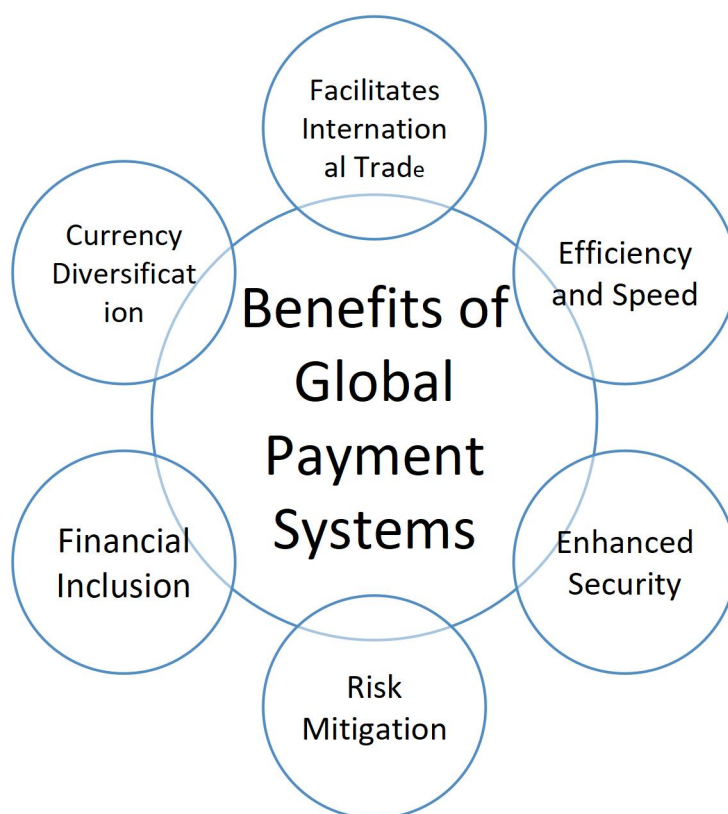 Facilitates
Internation
al Trade
Currency
Diversificat
ion
Efficiency
and Speed
Benefits of
Global
Payment
Systems
Financial
Inclusion
Enhanced
Security
Risk
Mitigation